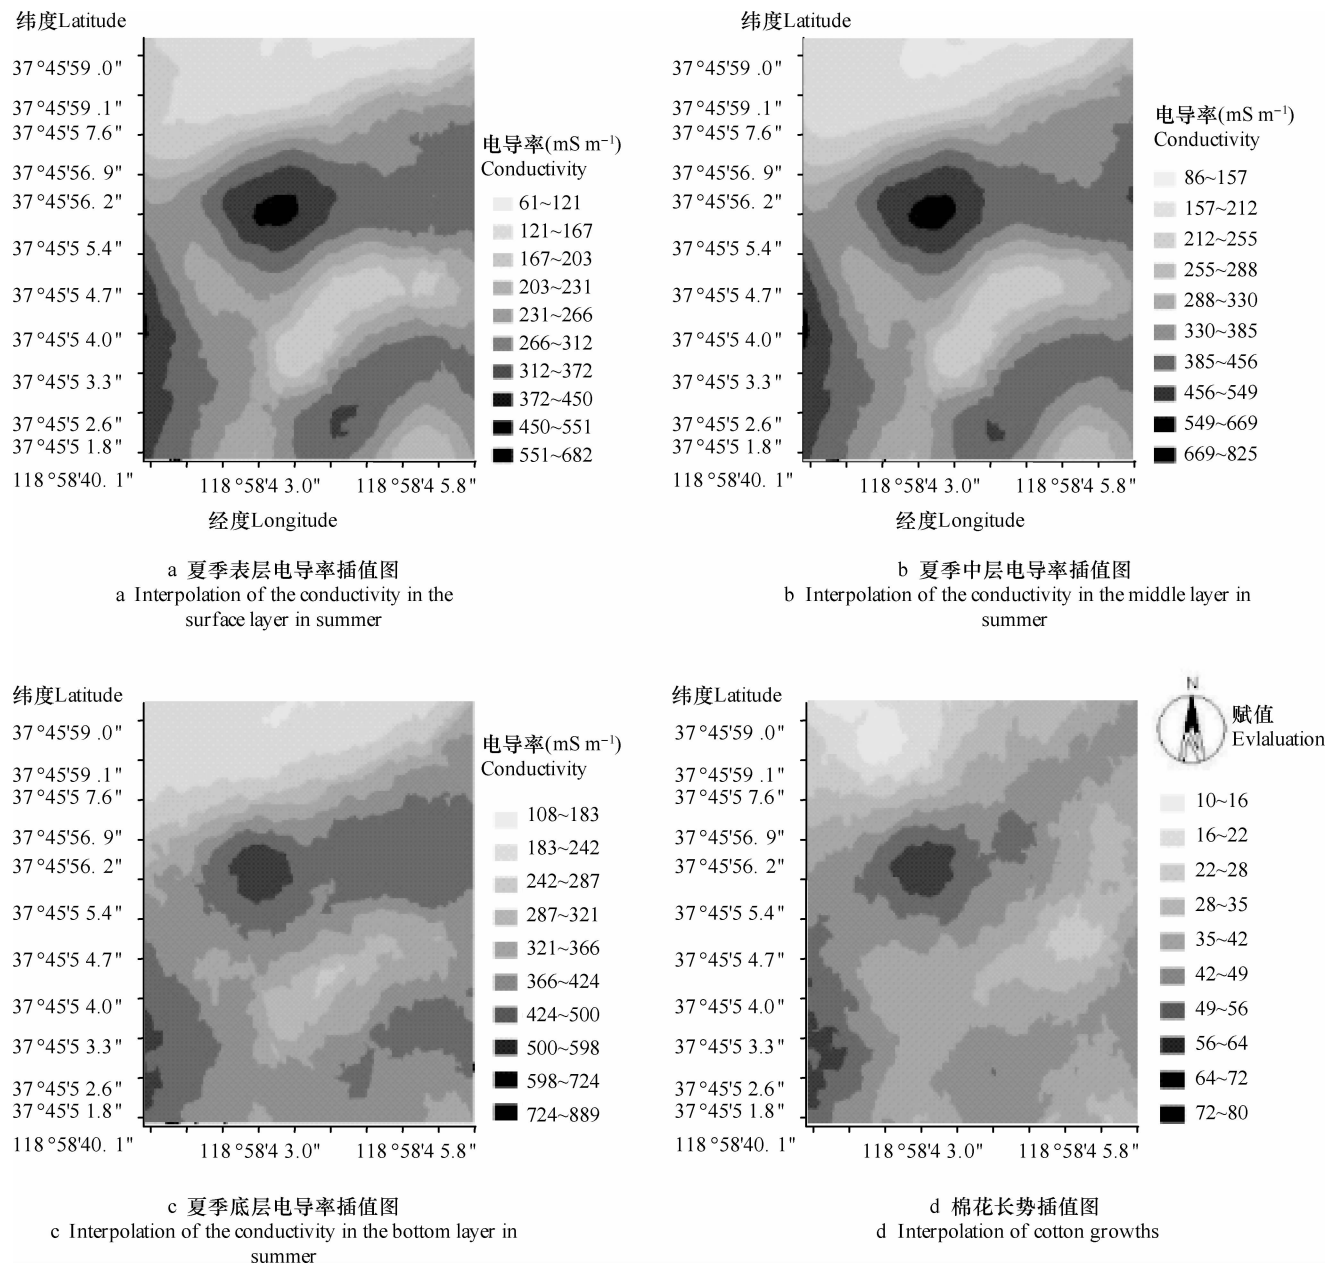 纬度Latitude
37°45'59 .0"
37°45'59 .1"
37°45'5 7.6"
37°45'56. 9"
37°45'56. 2"
37°45'5 5.4"
37°45'5 4.7"
37°45'5 4.0"
37°45'5 3.3"
37°45'5 2.6"
37°45'5 1.8"
118 °58'40. 1"
118 °58'4 3.0"
118 °58'4 5.8"
经度Longitude
电导率(mS m⁻¹)
Conductivity
61~121
121~167
167~203
203~231
231~266
266~312
312~372
372~450
450~551
551~682
a 夏季表层电导率插值图
a Interpolation of the conductivity in the
surface layer in summer
纬度Latitude
37°45'59 .0"
37°45'59 .1"
37°45'5 7.6"
37°45'56. 9"
37°45'56. 2"
37°45'5 5.4"
37°45'5 4.7"
37°45'5 4.0"
37°45'5 3.3"
37°45'5 2.6"
37°45'5 1.8"
118 °58'40. 1"
118 °58'4 3.0"
118 °58'4 5.8"
经度Longitude
电导率(mS m⁻¹)
Conductivity
86~157
157~212
212~255
255~288
288~330
330~385
385~456
456~549
549~669
669~825
b 夏季中层电导率插值图
b Interpolation of the conductivity in the middle layer in
summer
纬度Latitude
37°45'59 .0"
37°45'59 .1"
37°45'5 7.6"
37°45'56. 9"
37°45'56. 2"
37°45'5 5.4"
37°45'5 4.7"
37°45'5 4.0"
37°45'5 3.3"
37°45'5 2.6"
37°45'5 1.8"
118 °58'40. 1"
118 °58'4 3.0"
118 °58'4 5.8"
电导率(mS m⁻¹)
Conductivity
108~183
183~242
242~287
287~321
321~366
366~424
424~500
500~598
598~724
724~889
c 夏季底层电导率插值图
c Interpolation of the conductivity in the bottom layer in
summer
纬度Latitude
37°45'59 .0"
37°45'59 .1"
37°45'5 7.6"
37°45'56. 9"
37°45'56. 2"
37°45'5 5.4"
37°45'5 4.7"
37°45'5 4.0"
37°45'5 3.3"
37°45'5 2.6"
37°45'5 1.8"
118 °58'40. 1"
118 °58'4 3.0"
118 °58'4 5.8"
N
赋值
Evlaluation
10~16
16~22
22~28
28~35
35~42
42~49
49~56
56~64
64~72
72~80
d 棉花长势插值图
d Interpolation of cotton growths